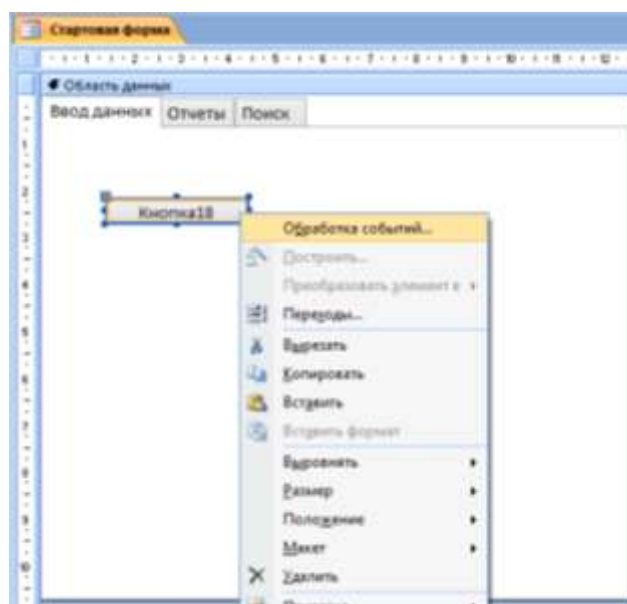 Стартовая форма
Область данных
Ввод данных Отчеты Поиск
Кнопка18
Обработка событий...
Построить...
Преобразовать элемент в
Переходы...
Вырезать
Копировать
Вставить
Вставить формат
Выровнять
Размер
Положение
Макет
Удалить